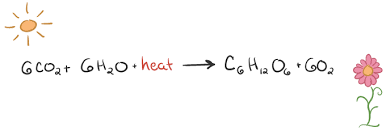 6CO₂ + 6H₂O + heat → C₆H₁₂O₆ + 6O₂